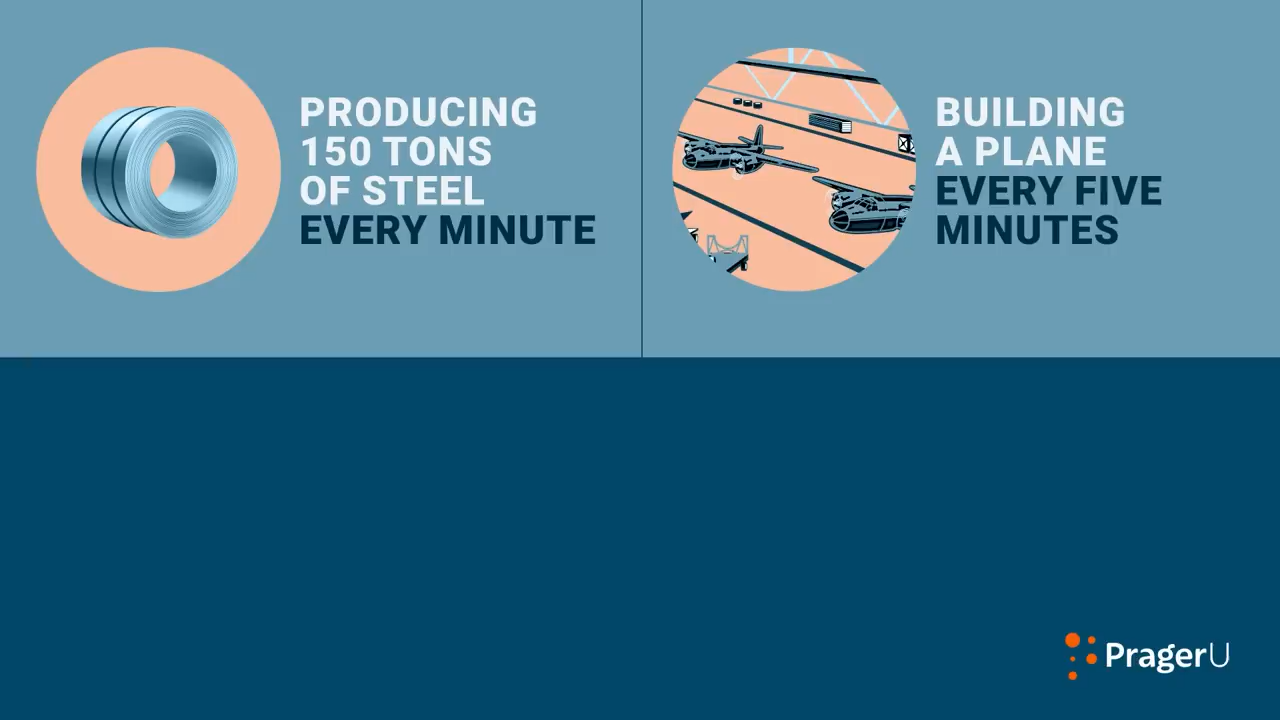 PRODUCING
150 TONS
OF STEEL
EVERY MINUTE
BUILDING
A PLANE
EVERY FIVE
MINUTES
PragerU